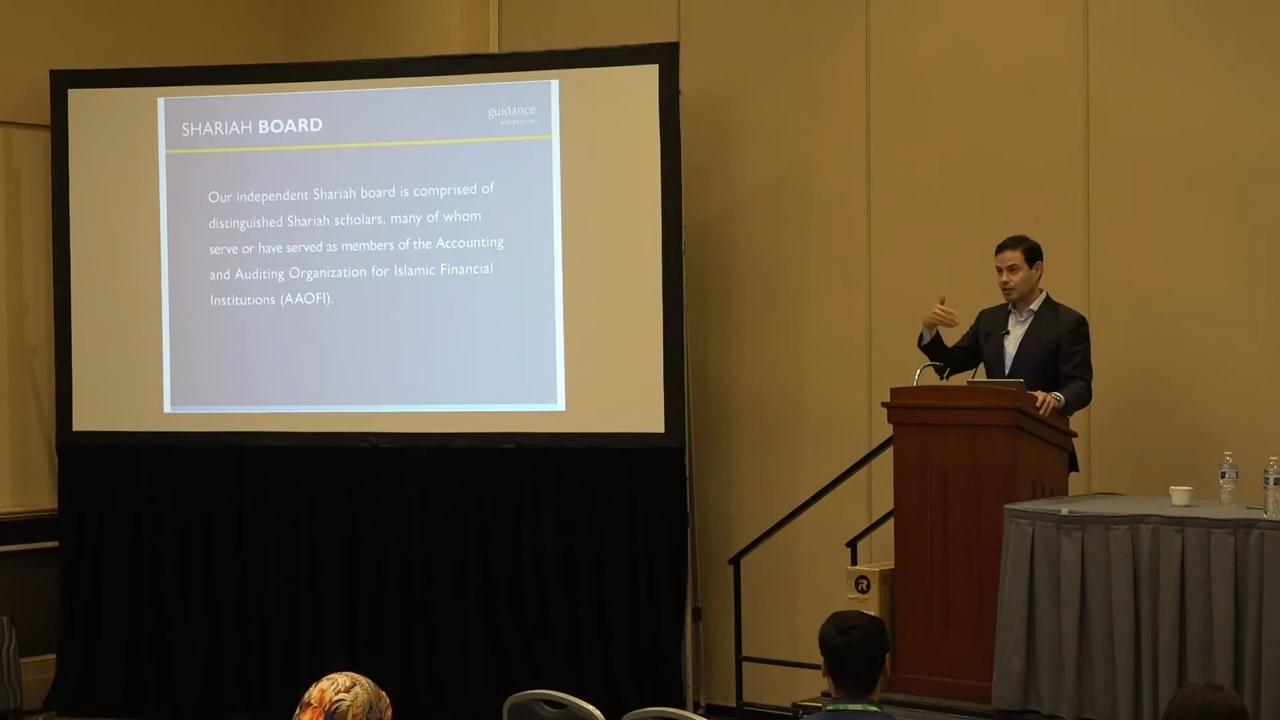 SHARIAH BOARD
guidance
RESIDENTIAL
Our independent Shariah board is comprised of
distinguished Shariah scholars, many of whom
serve or have served as members of the Accounting
and Auditing Organization for Islamic Financial
Institutions (AAOFI).
R